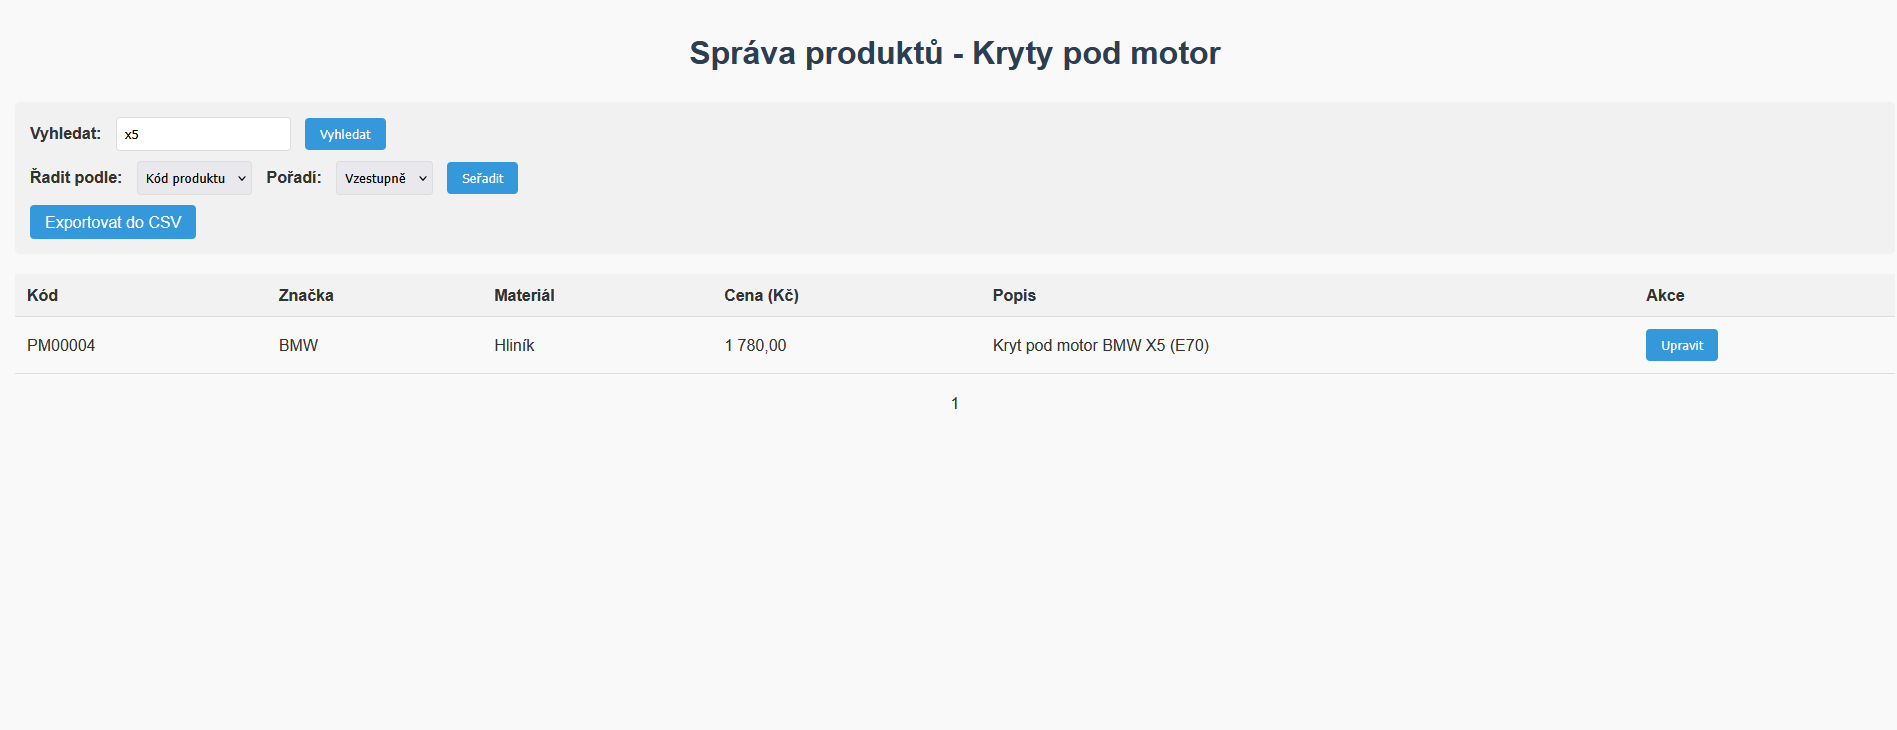 Správa produktů - Kryty pod motor
Vyhledat: x5 Vyhledat
Řadit podle: Kód produktu Pořadí: Vzestupně Seřadit
Exportovat do CSV
Kód Značka Materiál Cena (Kč) Popis Akce
PM00004 BMW Hliník 1 780,00 Kryt pod motor BMW X5 (E70) Upravit
1